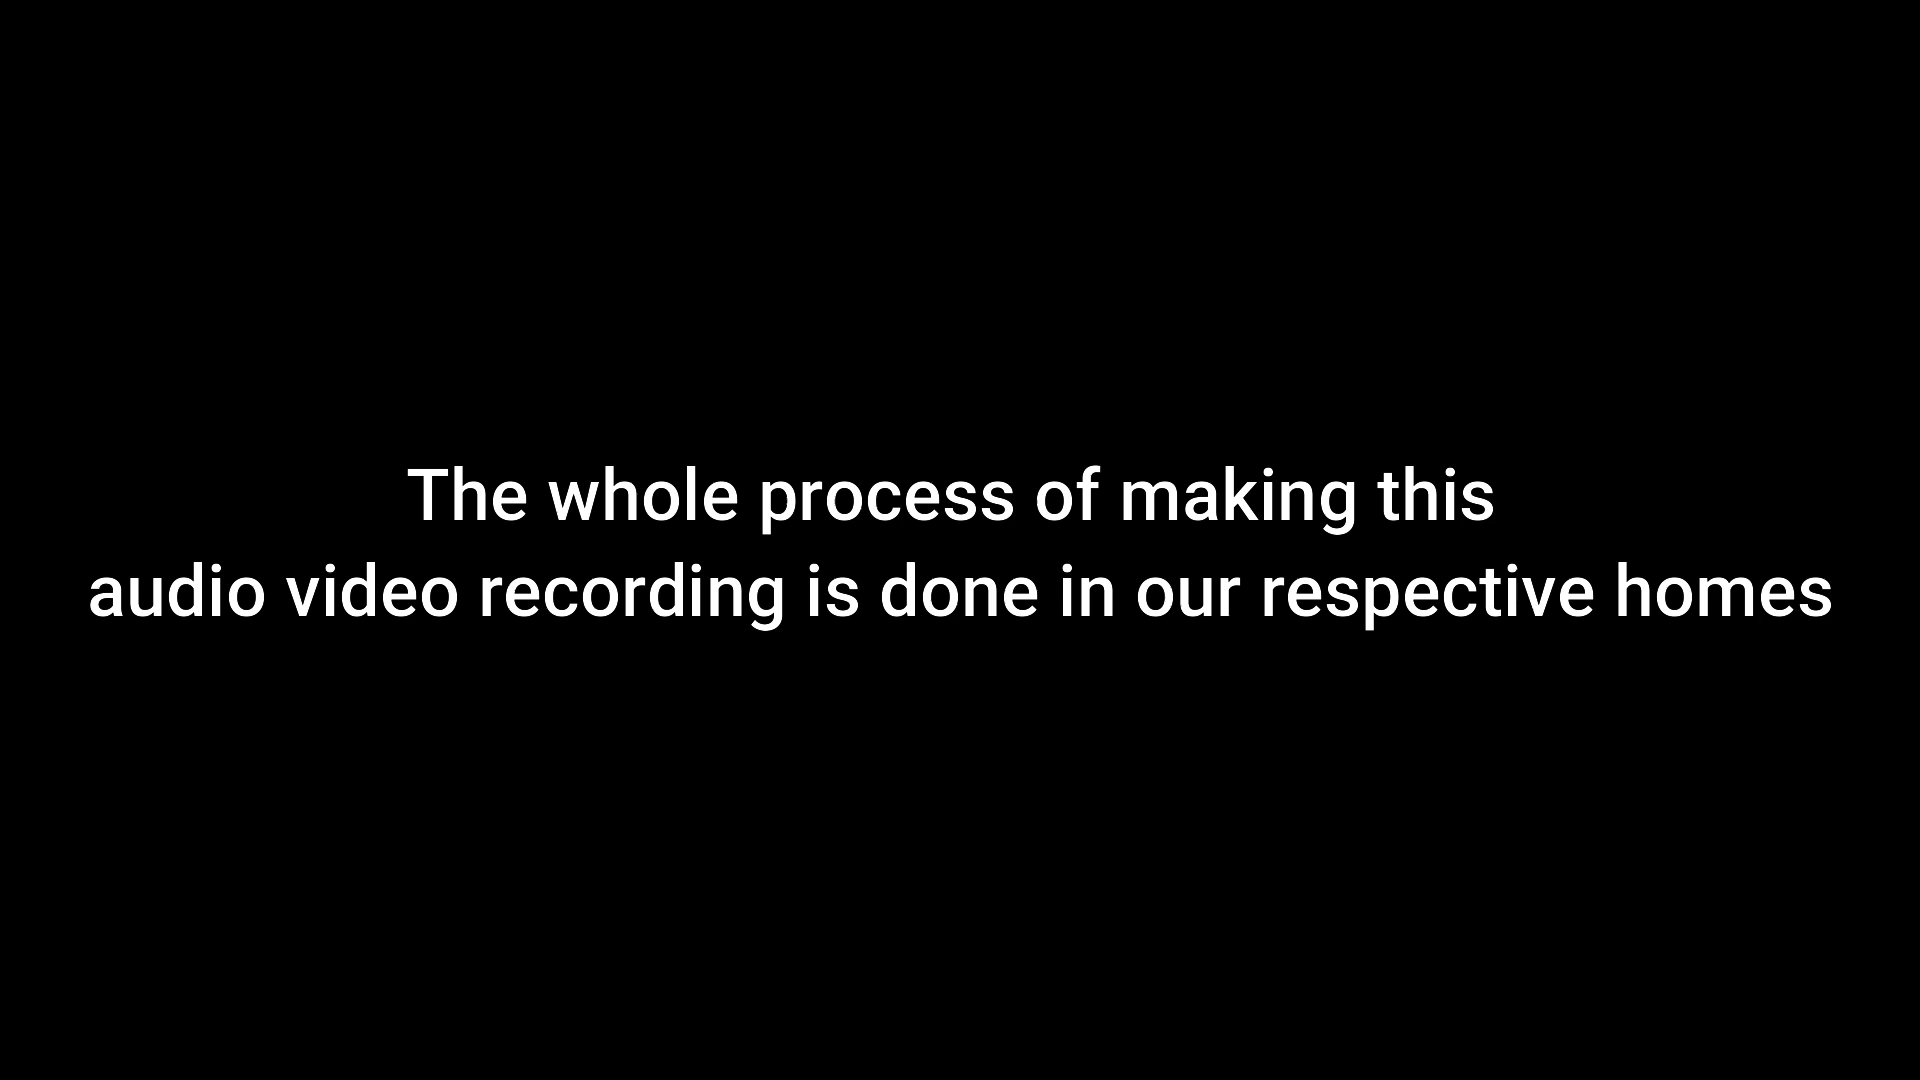 The whole process of making this
audio video recording is done in our respective homes